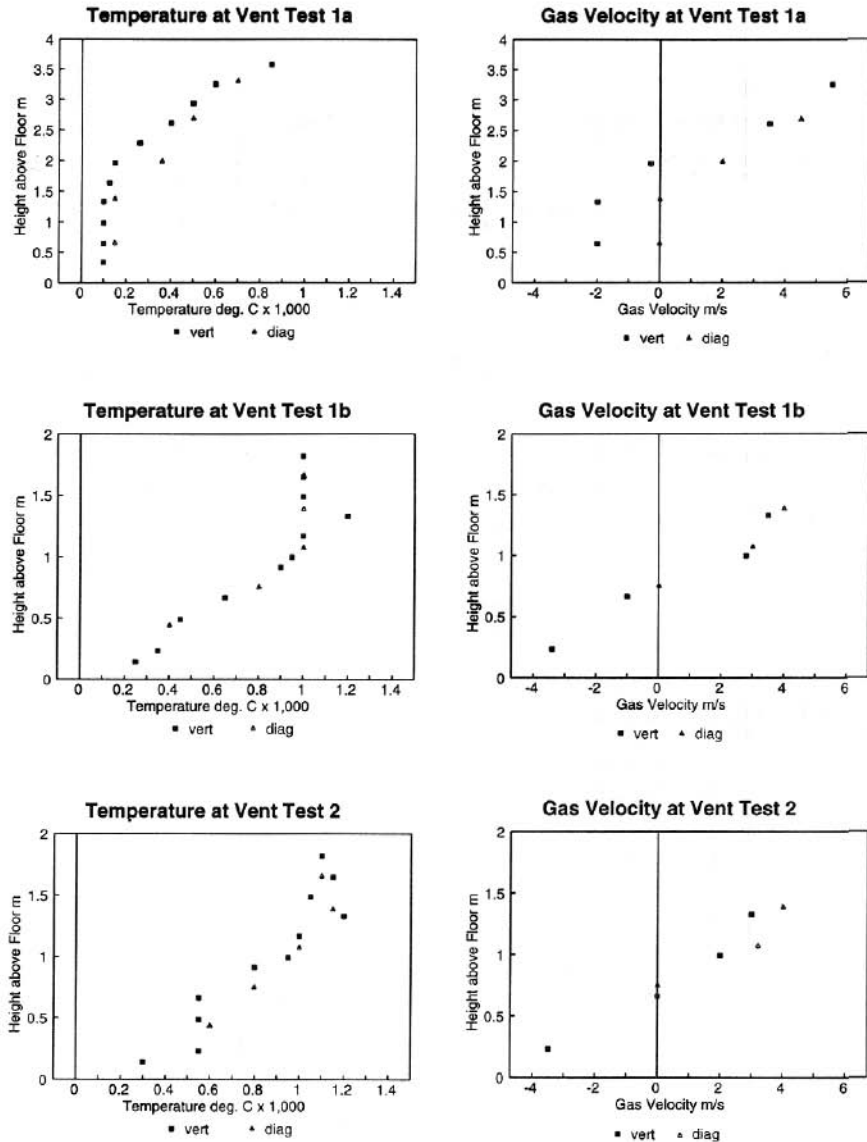 Temperature at Vent Test 1a
Height above Floor m
4
3.5
3
2.5
2
1.5
1
0.5
0
0 0.2 0.4 0.6 0.8 1 1.2 1.4
Temperature deg. C x 1,000
vert diag
Gas Velocity at Vent Test 1a
Height above Floor m
4
3.5
3
2.5
2
1.5
1
0.5
0
-4 -2 0 2 4 6
Gas Velocity m/s
vert diag
Temperature at Vent Test 1b
Height above Floor m
2
1.5
1
0.5
0
0 0.2 0.4 0.6 0.8 1 1.2 1.4
Temperature deg. C x 1,000
vert diag
Gas Velocity at Vent Test 1b
Height above Floor m
2
1.5
1
0.5
0
-4 -2 0 2 4 6
Gas Velocity m/s
vert diag
Temperature at Vent Test 2
Height above Floor m
2
1.5
1
0.5
0
0 0.2 0.4 0.6 0.8 1 1.2 1.4
Temperature deg. C x 1,000
vert diag
Gas Velocity at Vent Test 2
Height above Floor m
2
1.5
1
0.5
0
-4 -2 0 2 4 6
Gas Velocity m/s
vert diag